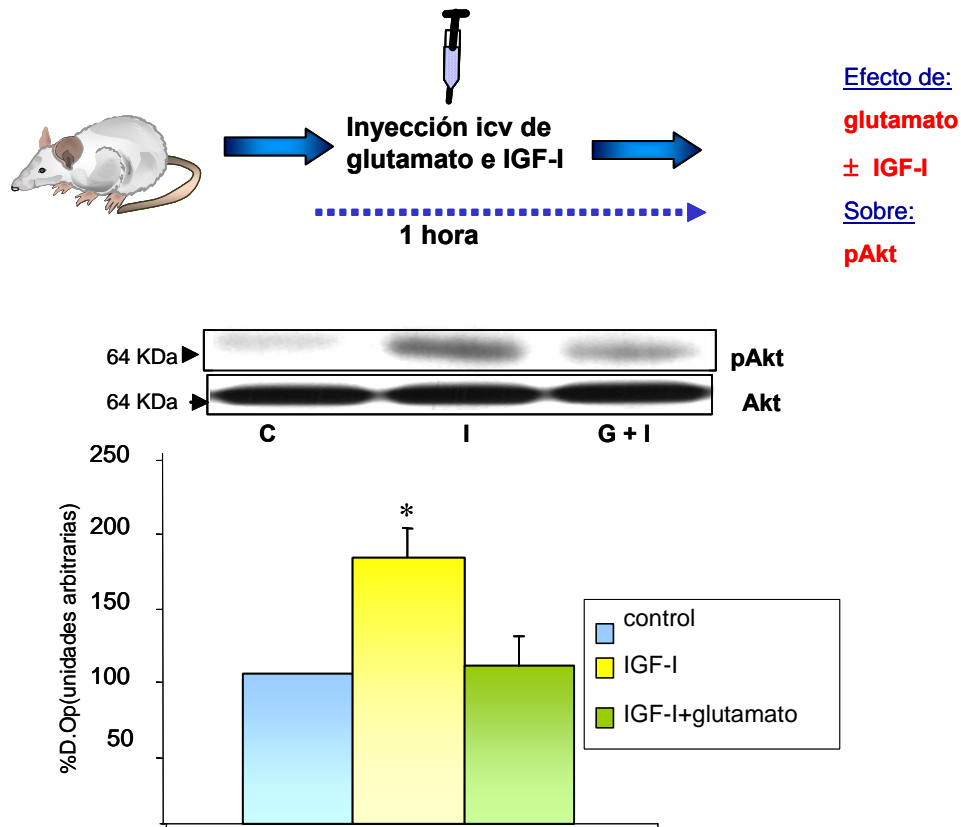 Inyección icv de
glutamato e IGF-I
1 hora
Efecto de:
glutamato
± IGF-I
Sobre:
pAkt
64 KDa
pAkt
64 KDa
Akt
C I G + I
250
200
150
100
50
%D.Op(unidades arbitrarias)
*
control
IGF-I
IGF-I+glutamato